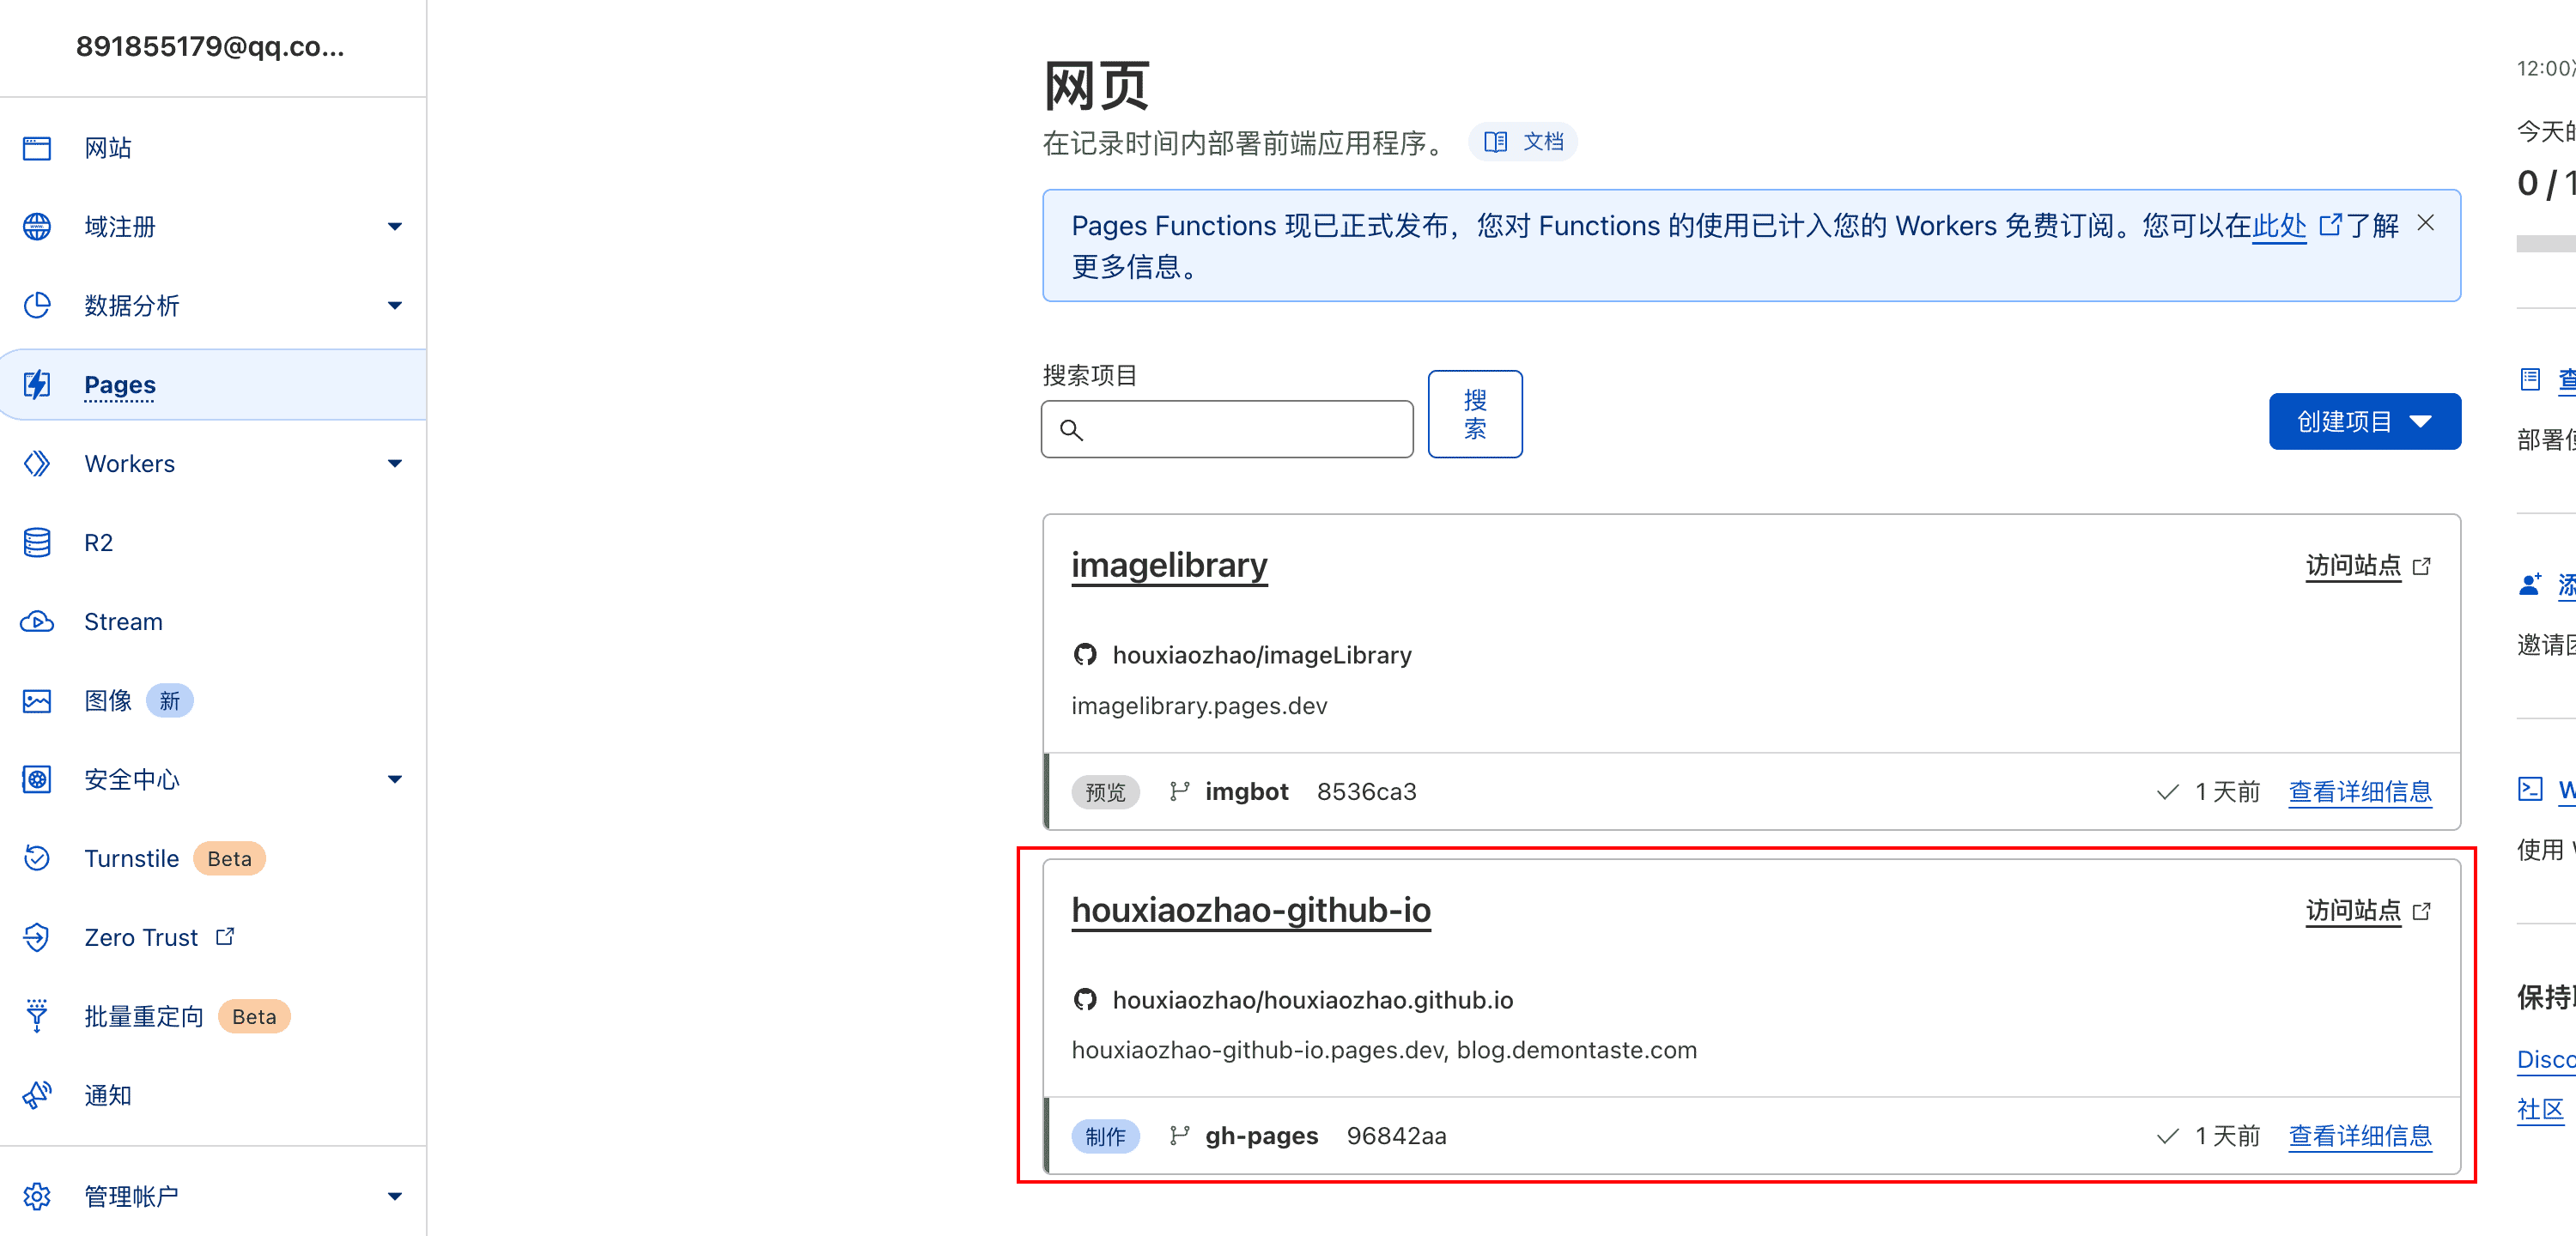 891855179@qq.co...
网站
域注册
数据分析
Pages
Workers
R2
Stream
图像 新
安全中心
Turnstile Beta
Zero Trust
批量重定向 Beta
通知
管理帐户
网页
在记录时间内部署前端应用程序。 文档
Pages Functions 现已正式发布，您对 Functions 的使用已计入您的 Workers 免费订阅。您可以在此处 了解
更多信息。
搜索项目
搜
索
创建项目
imagelibrary 访问站点
houxiaozhao/imageLibrary
imagelibrary.pages.dev
预览 imgbot 8536ca3 1 天前 查看详细信息
houxiaozhao-github-io 访问站点
houxiaozhao/houxiaozhao.github.io
houxiaozhao-github-io.pages.dev, blog.demontaste.com
制作 gh-pages 96842aa 1 天前 查看详细信息
12:00
今天
0 / 1
查
部署
添
邀请
W
使用
保持
Disco
社区